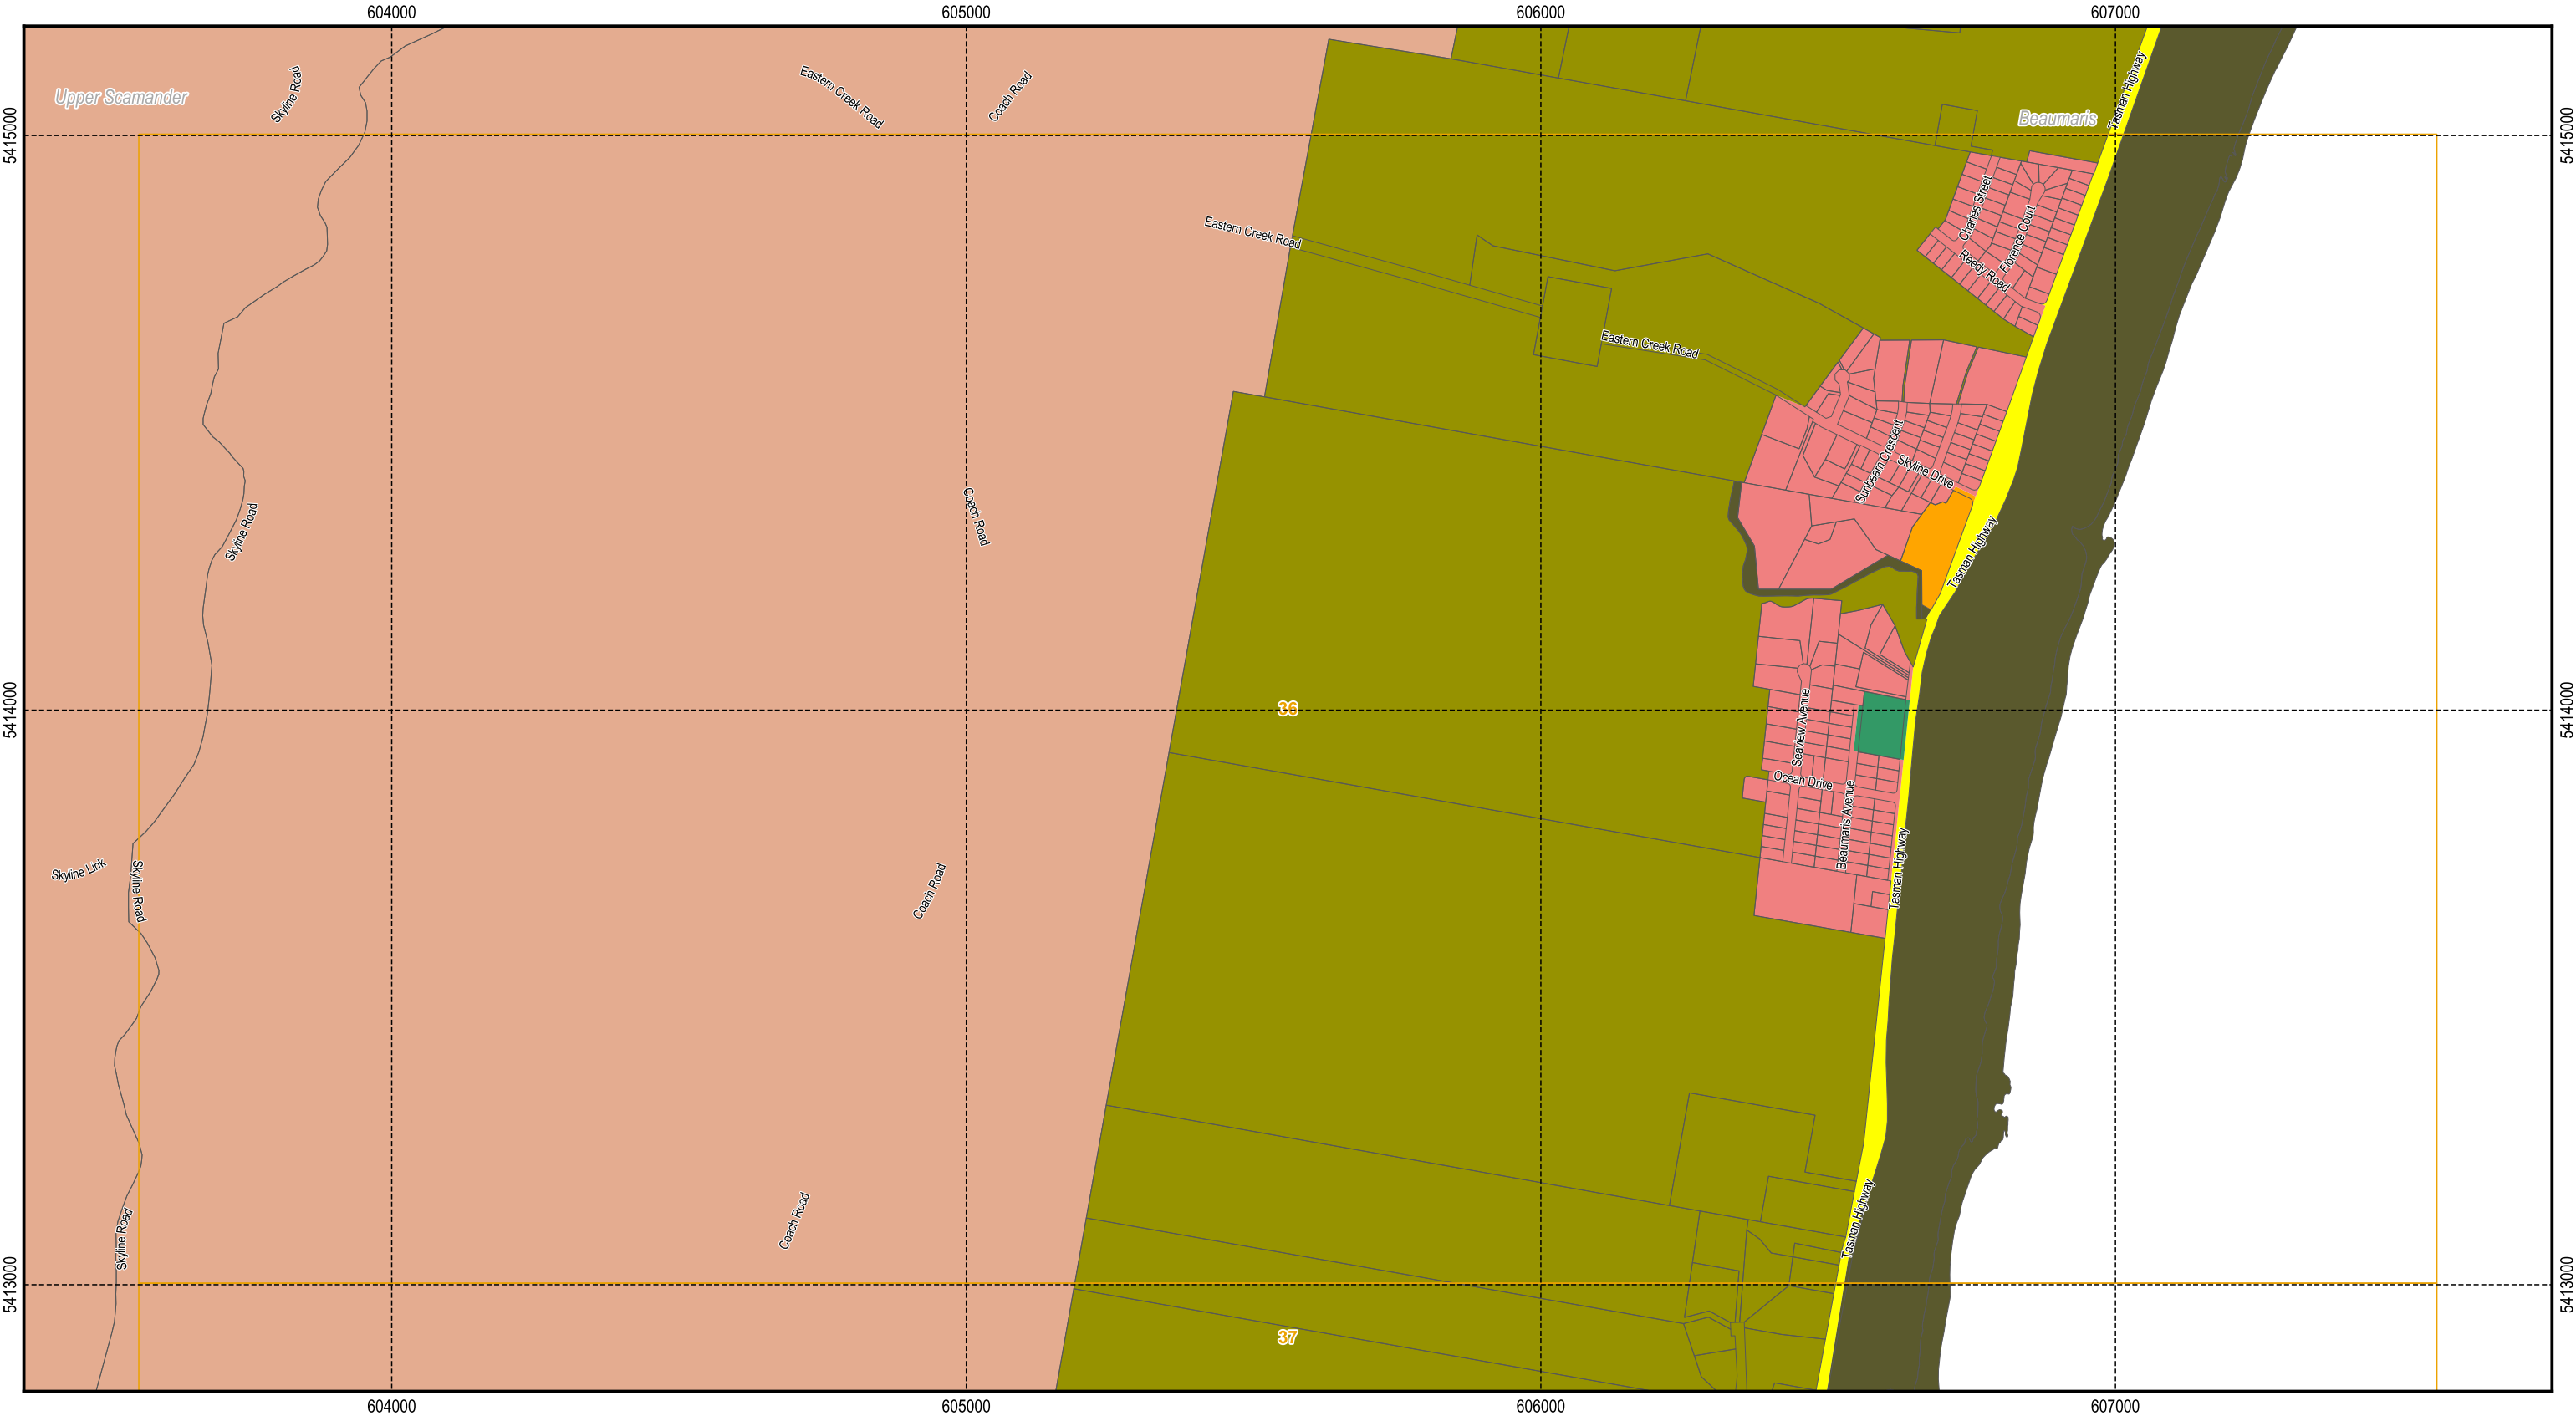 604000
605000
606000
607000
Upper Scamander
Skyline Road
Eastern Creek Road
Coach Road
Tasman Highway
Beaumaris
5415000
5415000
Charles Street
Florence Court
Reedy Road
Eastern Creek Road
Eastern Creek Road
Sunbeam Crescent
Skyline Drive
Skyline Road
Coach Road
Tasman Highway
5414000
36
Seaview Avenue
5414000
Ocean Drive
Beaumaris Avenue
Tasman Highway
Skyline Link
Skyline Road
Coach Road
Skyline Road
Coach Road
Tasman Highway
5413000
5413000
37
604000
605000
606000
607000